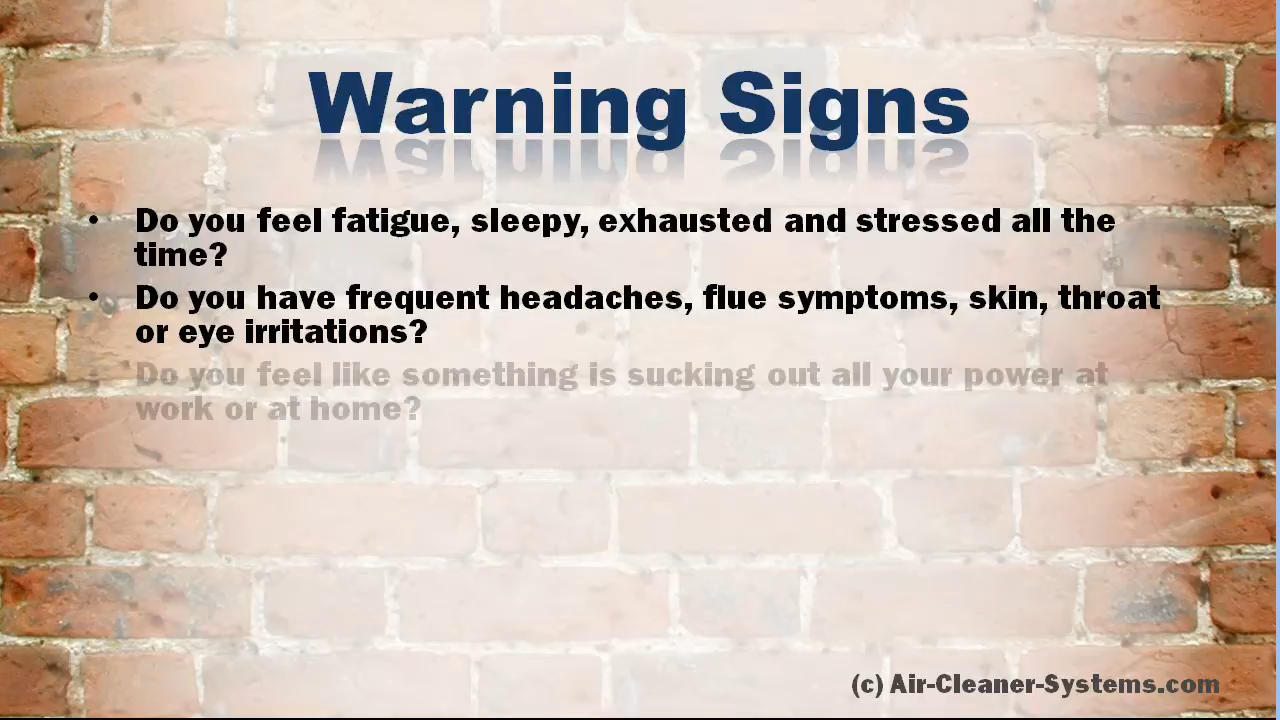 Warning Signs
• Do you feel fatigue, sleepy, exhausted and stressed all the
time?
• Do you have frequent headaches, flue symptoms, skin, throat
or eye irritations?
• Do you feel like something is sucking out all your power at
work or at home?
(c) Air-Cleaner-Systems.com